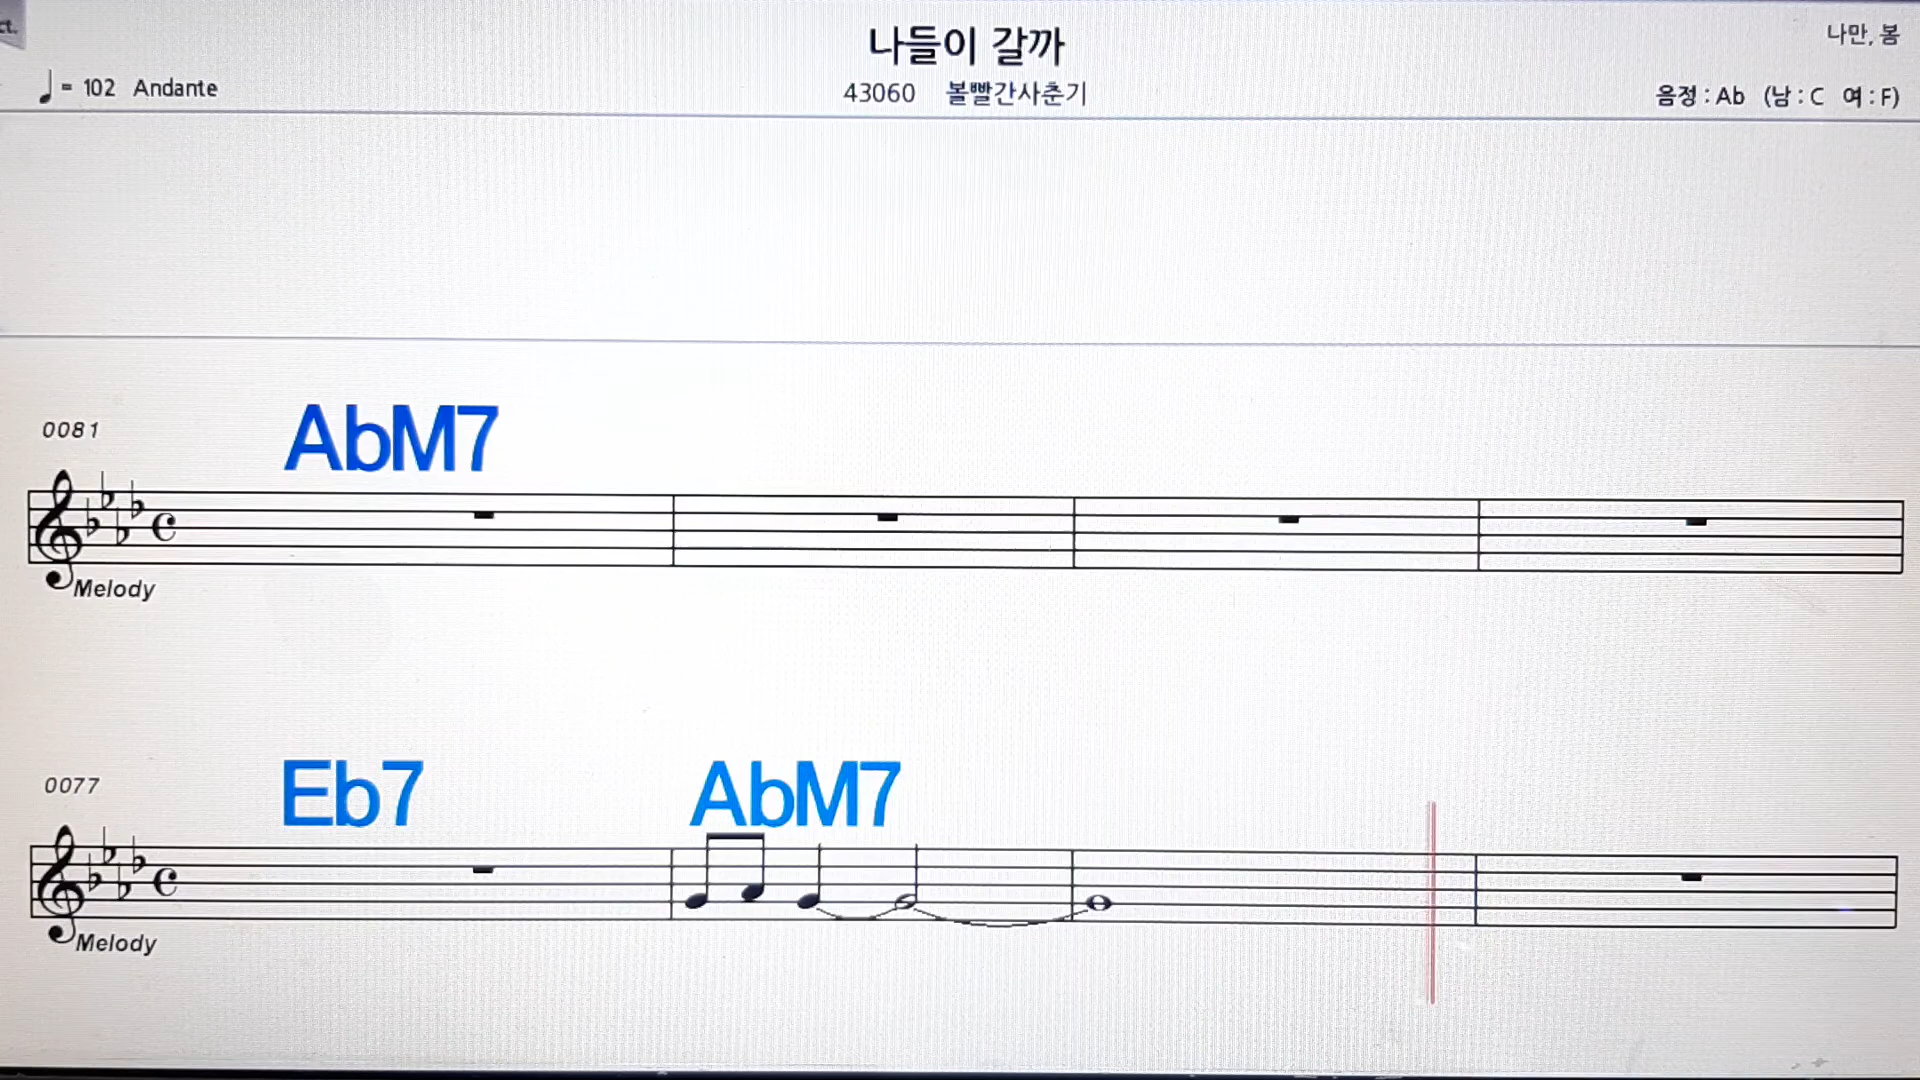 ct.
나들이 갈까
나만, 봄
♩ = 102 Andante
43060 볼빨간사춘기
음정 : Ab (남 : C 여 : F)
0081
AbM7
Melody
0077
Eb7 AbM7
Melody